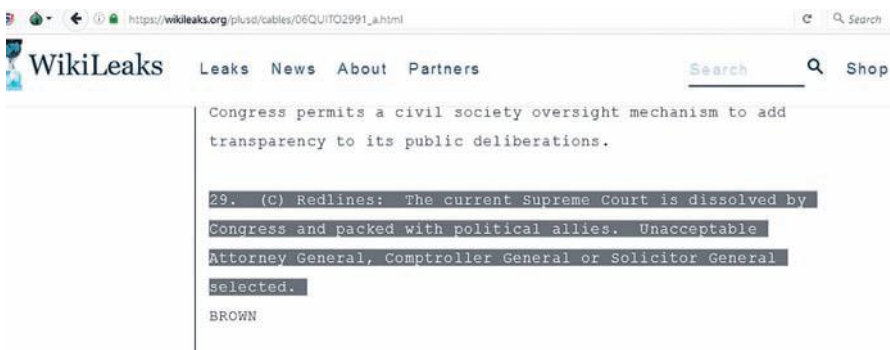 https://wikileaks.org/plusd/cables/06QUITO2991_a.html Search
WikiLeaks Leaks News About Partners Search Shop
Congress permits a civil society oversight mechanism to add
transparency to its public deliberations.
29. (C) Redlines: The current Supreme Court is dissolved by
Congress and packed with political allies. Unacceptable
Attorney General, Comptroller General or Solicitor General
selected.
BROWN